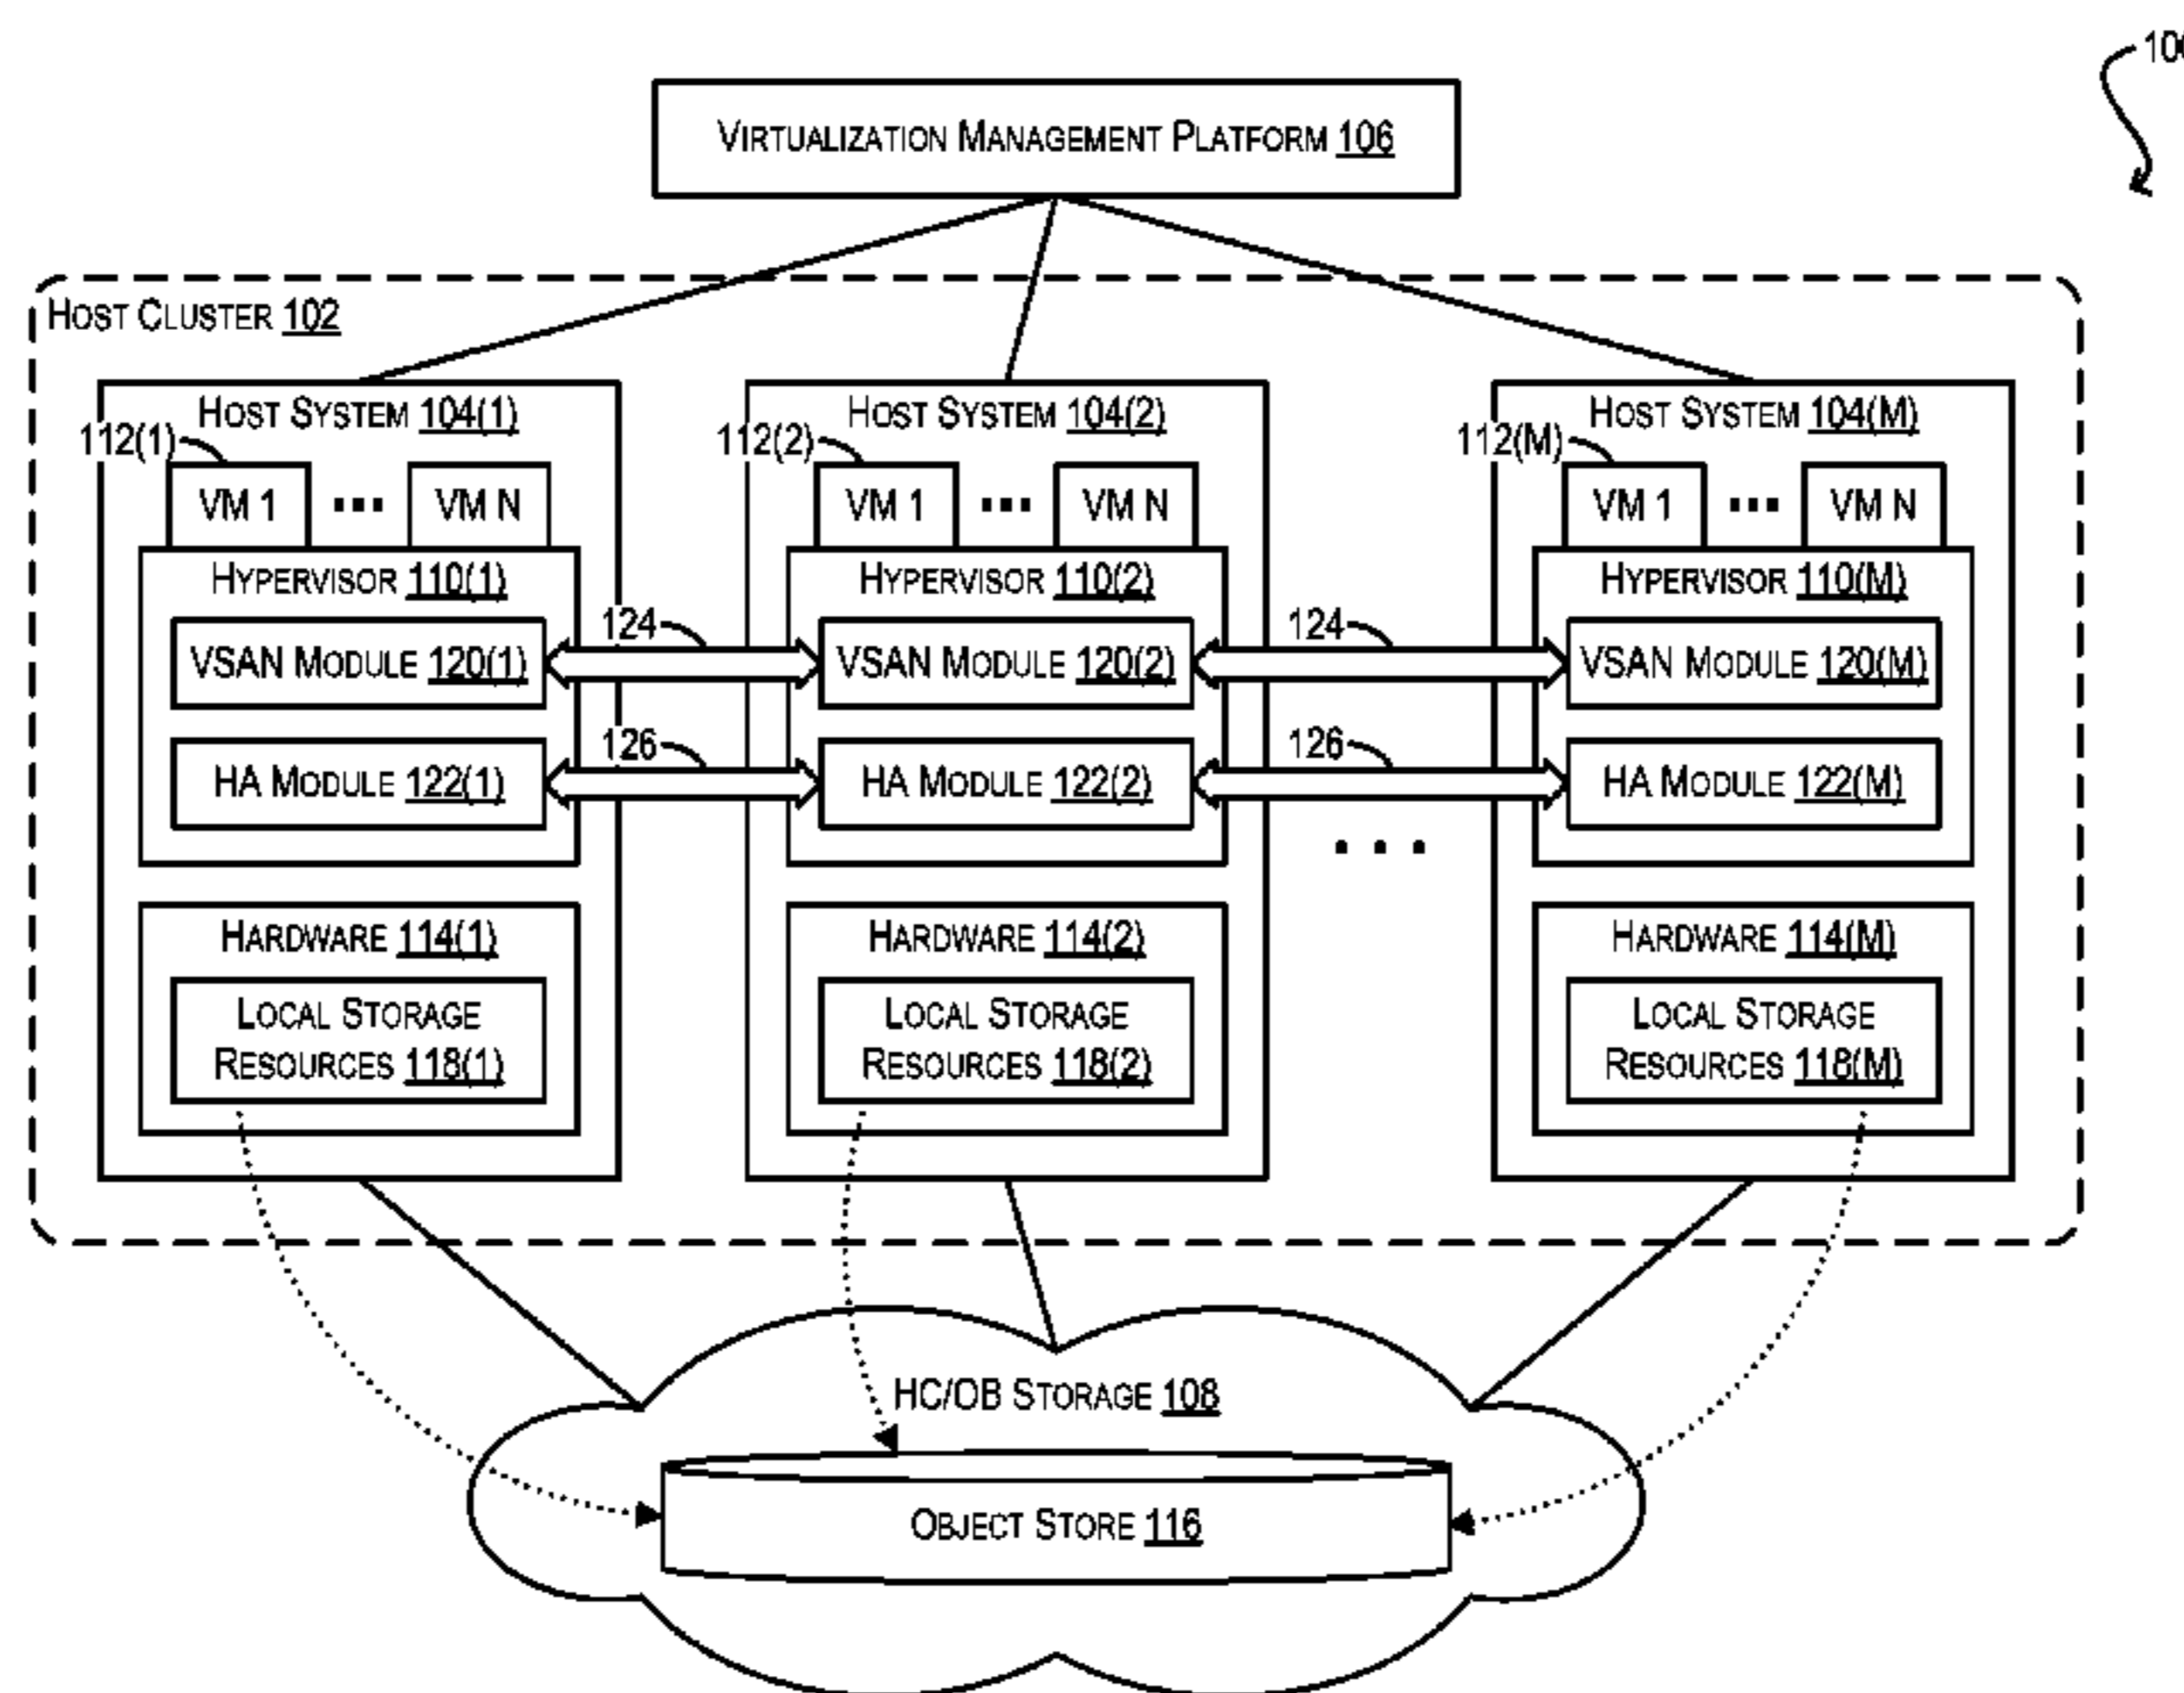 10
VIRTUALIZATION MANAGEMENT PLATFORM 106
HOST CLUSTER 102
HOST SYSTEM 104(1)
112(1)
VM 1 ... VM N
HYPERVISOR 110(1)
VSAN MODULE 120(1)
HA MODULE 122(1)
HARDWARE 114(1)
LOCAL STORAGE
RESOURCES 118(1)
124
126
HOST SYSTEM 104(2)
112(2)
VM 1 ... VM N
HYPERVISOR 110(2)
VSAN MODULE 120(2)
HA MODULE 122(2)
HARDWARE 114(2)
LOCAL STORAGE
RESOURCES 118(2)
124
126
. . .
HOST SYSTEM 104(M)
112(M)
VM 1 ... VM N
HYPERVISOR 110(M)
VSAN MODULE 120(M)
HA MODULE 122(M)
HARDWARE 114(M)
LOCAL STORAGE
RESOURCES 118(M)
HC/OB STORAGE 108
OBJECT STORE 116